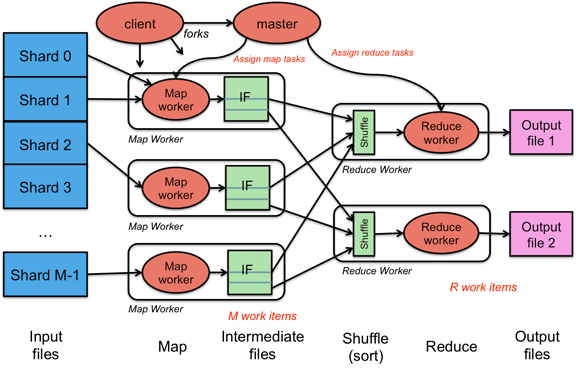 client
master
forks
Assign map tasks
Assign reduce tasks
Shard 0
Shard 1
Shard 2
Shard 3
...
Shard M-1
Map
worker
IF
Map Worker
Map
worker
IF
Map Worker
Map
worker
IF
Map Worker
M work items
Shuffle
Reduce
worker
Reduce Worker
Shuffle
Reduce
worker
Reduce Worker
R work items
Output
file 1
Output
file 2
Input
files
Map
Intermediate
files
Shuffle
(sort)
Reduce
Output
files